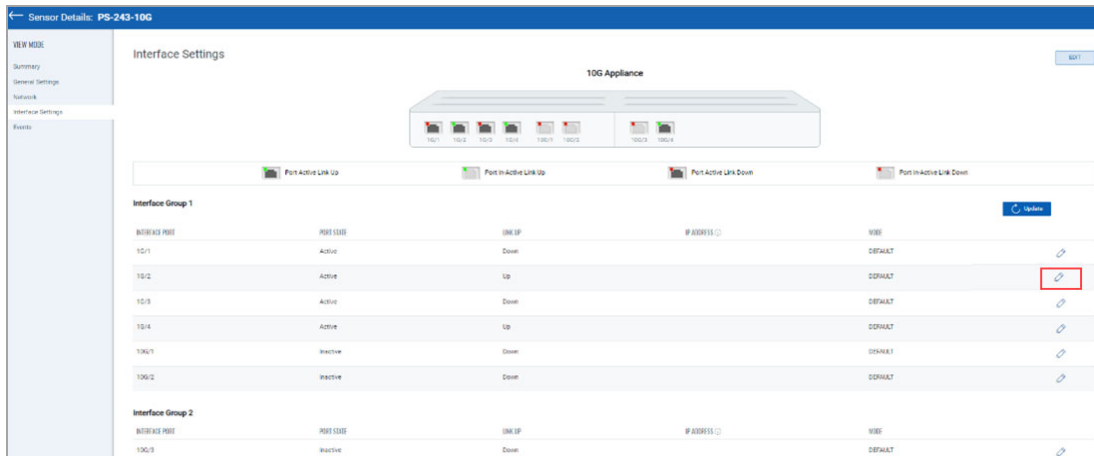 Sensor Details: PS-243-10G
VIEW MODE
Summary
General Settings
Network
Interface Settings
Events
Interface Settings
EDIT
10G Appliance
1G/1 1G/2 1G/3 1G/4 10G/1 10G/2 10G/3 10G/4
Port Active Link Up Port In-Active Link Up Port Active Link Down Port In-Active Link Down
Interface Group 1
Update
INTERFACE PORT PORT STATE LINK UP IP ADDRESS MODE
1G/1 Active Down DEFAULT
1G/2 Active Up DEFAULT
1G/3 Active Down DEFAULT
1G/4 Active Up DEFAULT
10G/1 Inactive Down DEFAULT
10G/2 Inactive Down DEFAULT
Interface Group 2
INTERFACE PORT PORT STATE LINK UP IP ADDRESS MODE
10G/3 Inactive Down DEFAULT